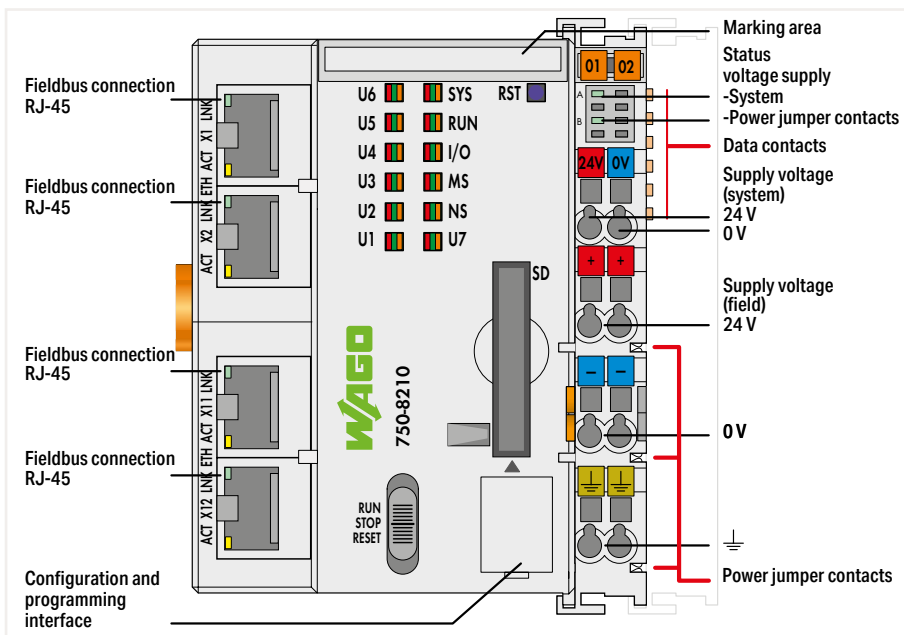 Fieldbus connection
RJ-45
Fieldbus connection
RJ-45
Fieldbus connection
RJ-45
Fieldbus connection
RJ-45
Configuration and
programming
interface
ACT X1 LNK
ETH
ACT X2 LNK
ACT X11 LNK
ETH
ACT X12 LNK
U6 SYS RST
U5 RUN
U4 I/O
U3 MS
U2 NS
U1 U7
SD
WAGO
750-8210
RUN
STOP
RESET
01 02
A
B
24V 0V
+ +
− −
Marking area
Status
voltage supply
-System
-Power jumper contacts
Data contacts
Supply voltage
(system)
24 V
0 V
Supply voltage
(field)
24 V
0 V
Power jumper contacts